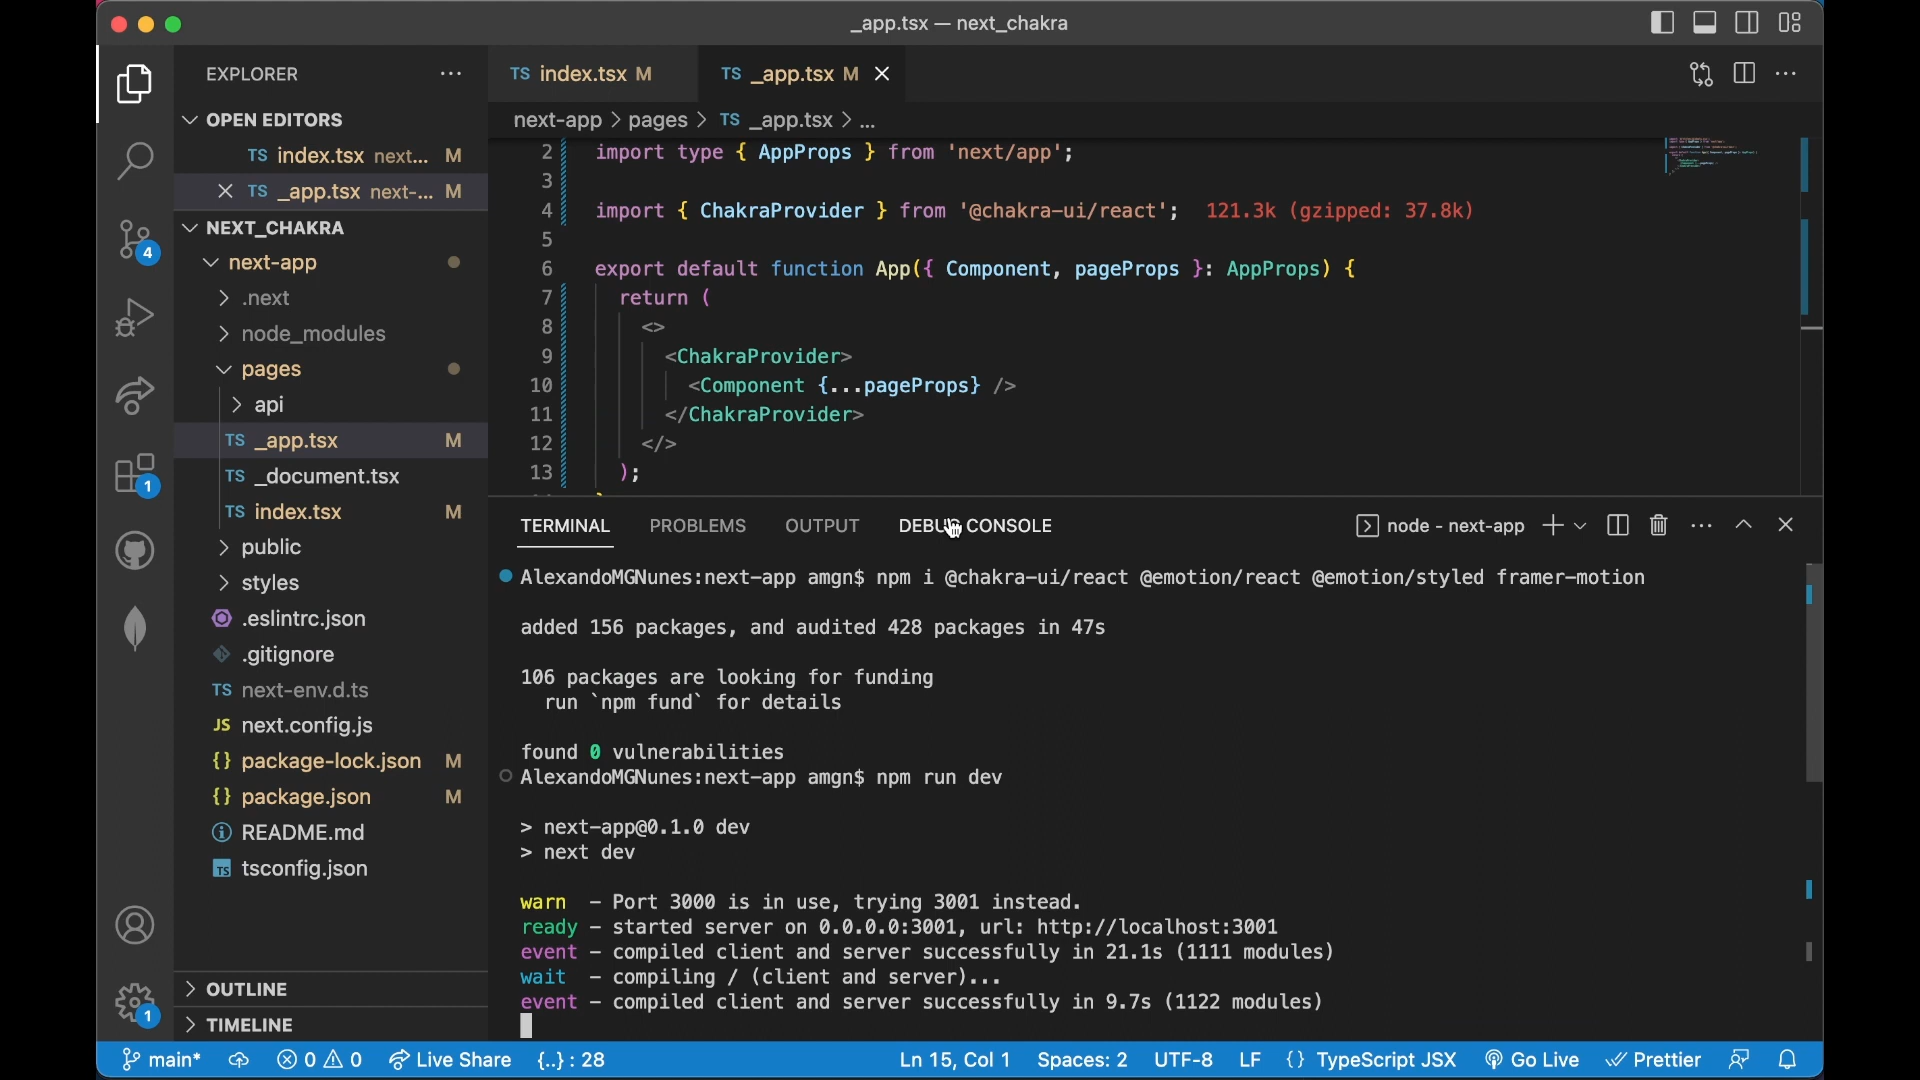 _app.tsx — next_chakra
EXPLORER
OPEN EDITORS
TS index.tsx next... M
TS _app.tsx next-... M
NEXT_CHAKRA
next-app
.next
node_modules
pages
api
TS _app.tsx M
TS _document.tsx
TS index.tsx M
public
styles
.eslintrc.json
.gitignore
TS next-env.d.ts
JS next.config.js
{} package-lock.json M
{} package.json M
README.md
TS tsconfig.json
OUTLINE
TIMELINE
4
1
1
TS index.tsx M
TS _app.tsx M
next-app > pages > TS _app.tsx > ...
2 import type { AppProps } from 'next/app';
3
4 import { ChakraProvider } from '@chakra-ui/react'; 121.3k (gzipped: 37.8k)
5
6 export default function App({ Component, pageProps }: AppProps) {
7 return (
8 <>
9 <ChakraProvider>
10 <Component {...pageProps} />
11 </ChakraProvider>
12 </>
13 );
TERMINAL PROBLEMS OUTPUT DEBUG CONSOLE
node - next-app
AlexandoMGNunes:next-app amgn$ npm i @chakra-ui/react @emotion/react @emotion/styled framer-motion
added 156 packages, and audited 428 packages in 47s
106 packages are looking for funding
run `npm fund` for details
found 0 vulnerabilities
AlexandoMGNunes:next-app amgn$ npm run dev
> next-app@0.1.0 dev
> next dev
warn - Port 3000 is in use, trying 3001 instead.
ready - started server on 0.0.0.0:3001, url: http://localhost:3001
event - compiled client and server successfully in 21.1s (1111 modules)
wait - compiling / (client and server)...
event - compiled client and server successfully in 9.7s (1122 modules)
main* 0 0 Live Share {..} : 28 Ln 15, Col 1 Spaces: 2 UTF-8 LF {} TypeScript JSX Go Live Prettier